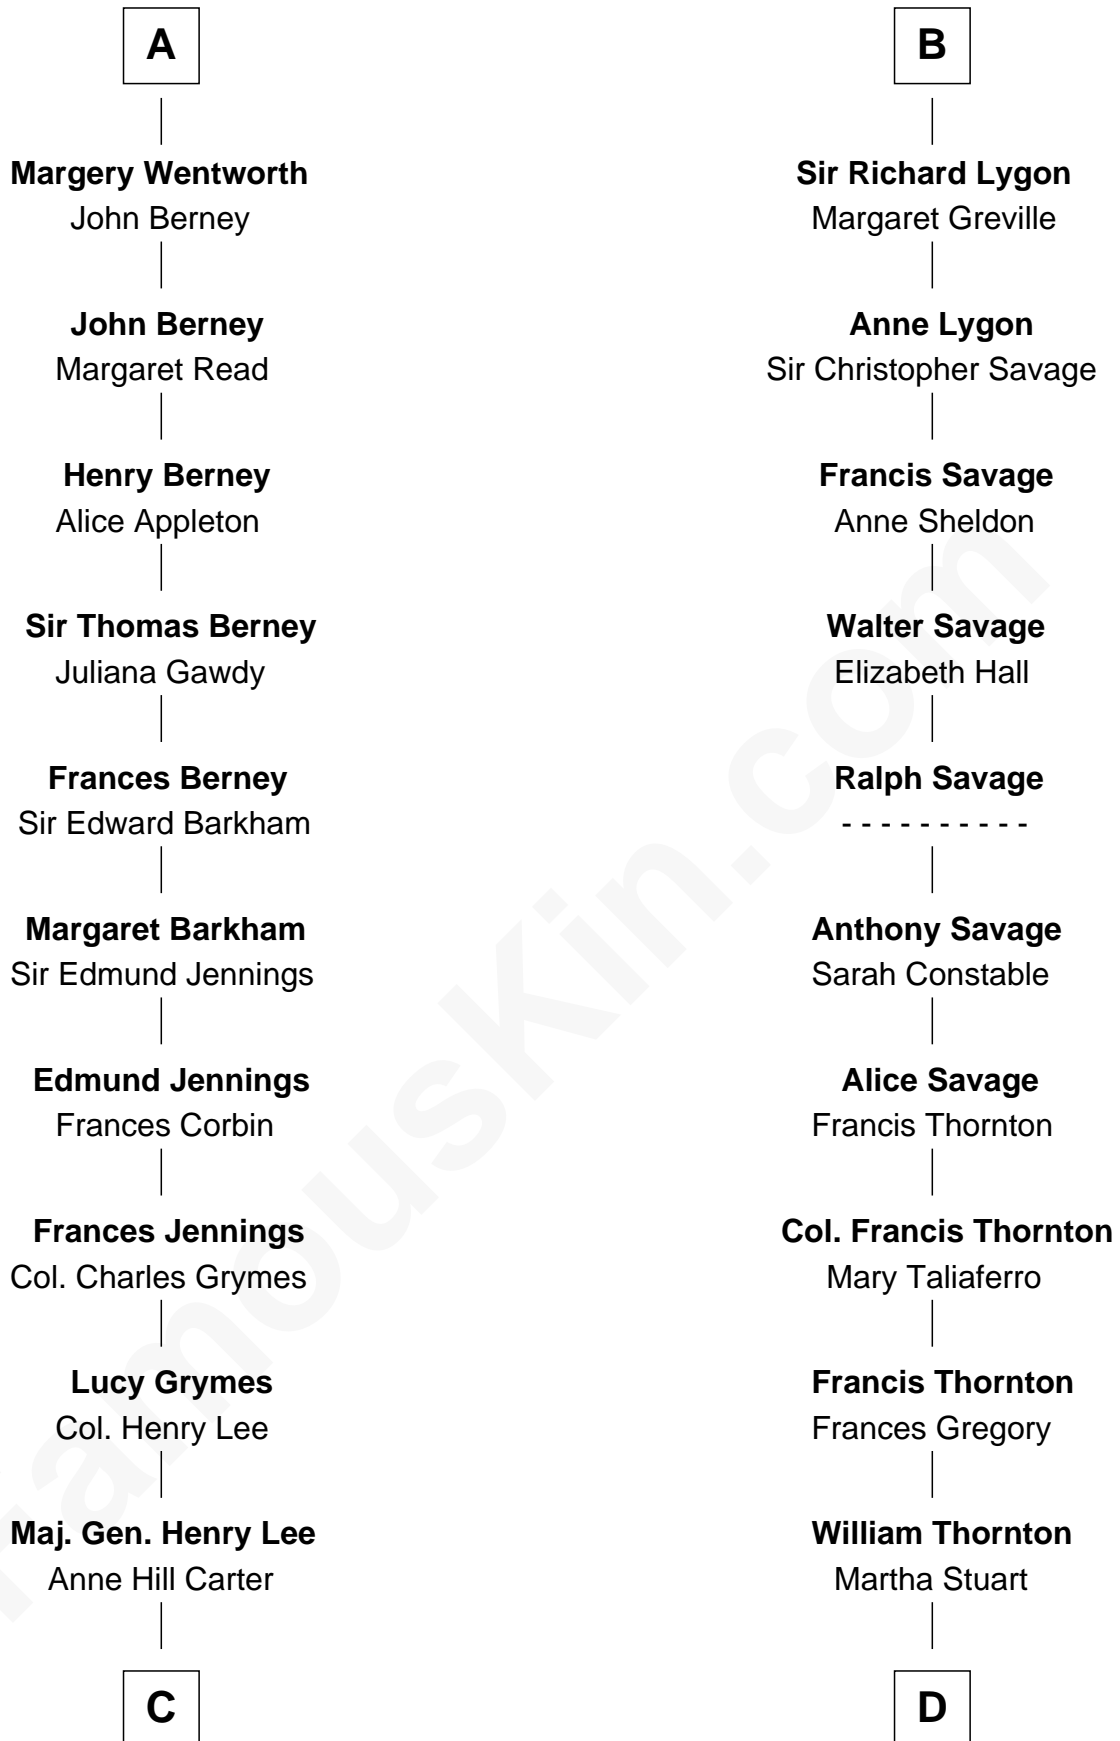 A
Margery Wentworth
John Berney
John Berney
Margaret Read
Henry Berney
Alice Appleton
Sir Thomas Berney
Juliana Gawdy
Frances Berney
Sir Edward Barkham
Margaret Barkham
Sir Edmund Jennings
Edmund Jennings
Frances Corbin
Frances Jennings
Col. Charles Grymes
Lucy Grymes
Col. Henry Lee
Maj. Gen. Henry Lee
Anne Hill Carter
C
B
Sir Richard Lygon
Margaret Greville
Anne Lygon
Sir Christopher Savage
Francis Savage
Anne Sheldon
Walter Savage
Elizabeth Hall
Ralph Savage
- - - - - - - - - -
Anthony Savage
Sarah Constable
Alice Savage
Francis Thornton
Col. Francis Thornton
Mary Taliaferro
Francis Thornton
Frances Gregory
William Thornton
Martha Stuart
D
FamousKin.com